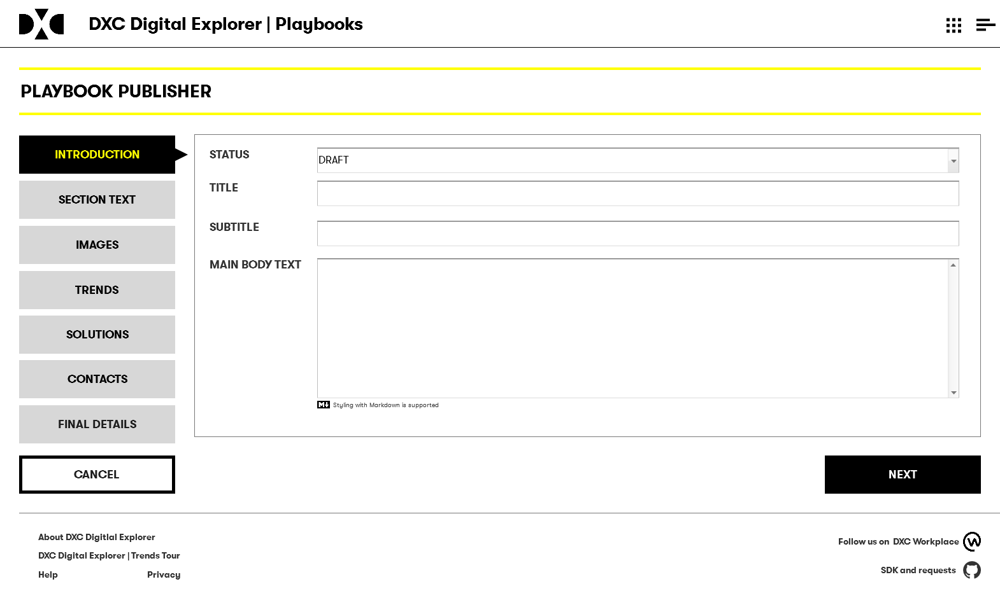 DXC
DXC Digital Explorer | Playbooks
PLAYBOOK PUBLISHER
INTRODUCTION
SECTION TEXT
IMAGES
TRENDS
SOLUTIONS
CONTACTS
FINAL DETAILS
CANCEL
STATUS
DRAFT
TITLE
SUBTITLE
MAIN BODY TEXT
M Styling with Markdown is supported
NEXT
About DXC Digitlal Explorer
DXC Digital Explorer | Trends Tour
Help Privacy
Follow us on DXC Workplace
SDK and requests